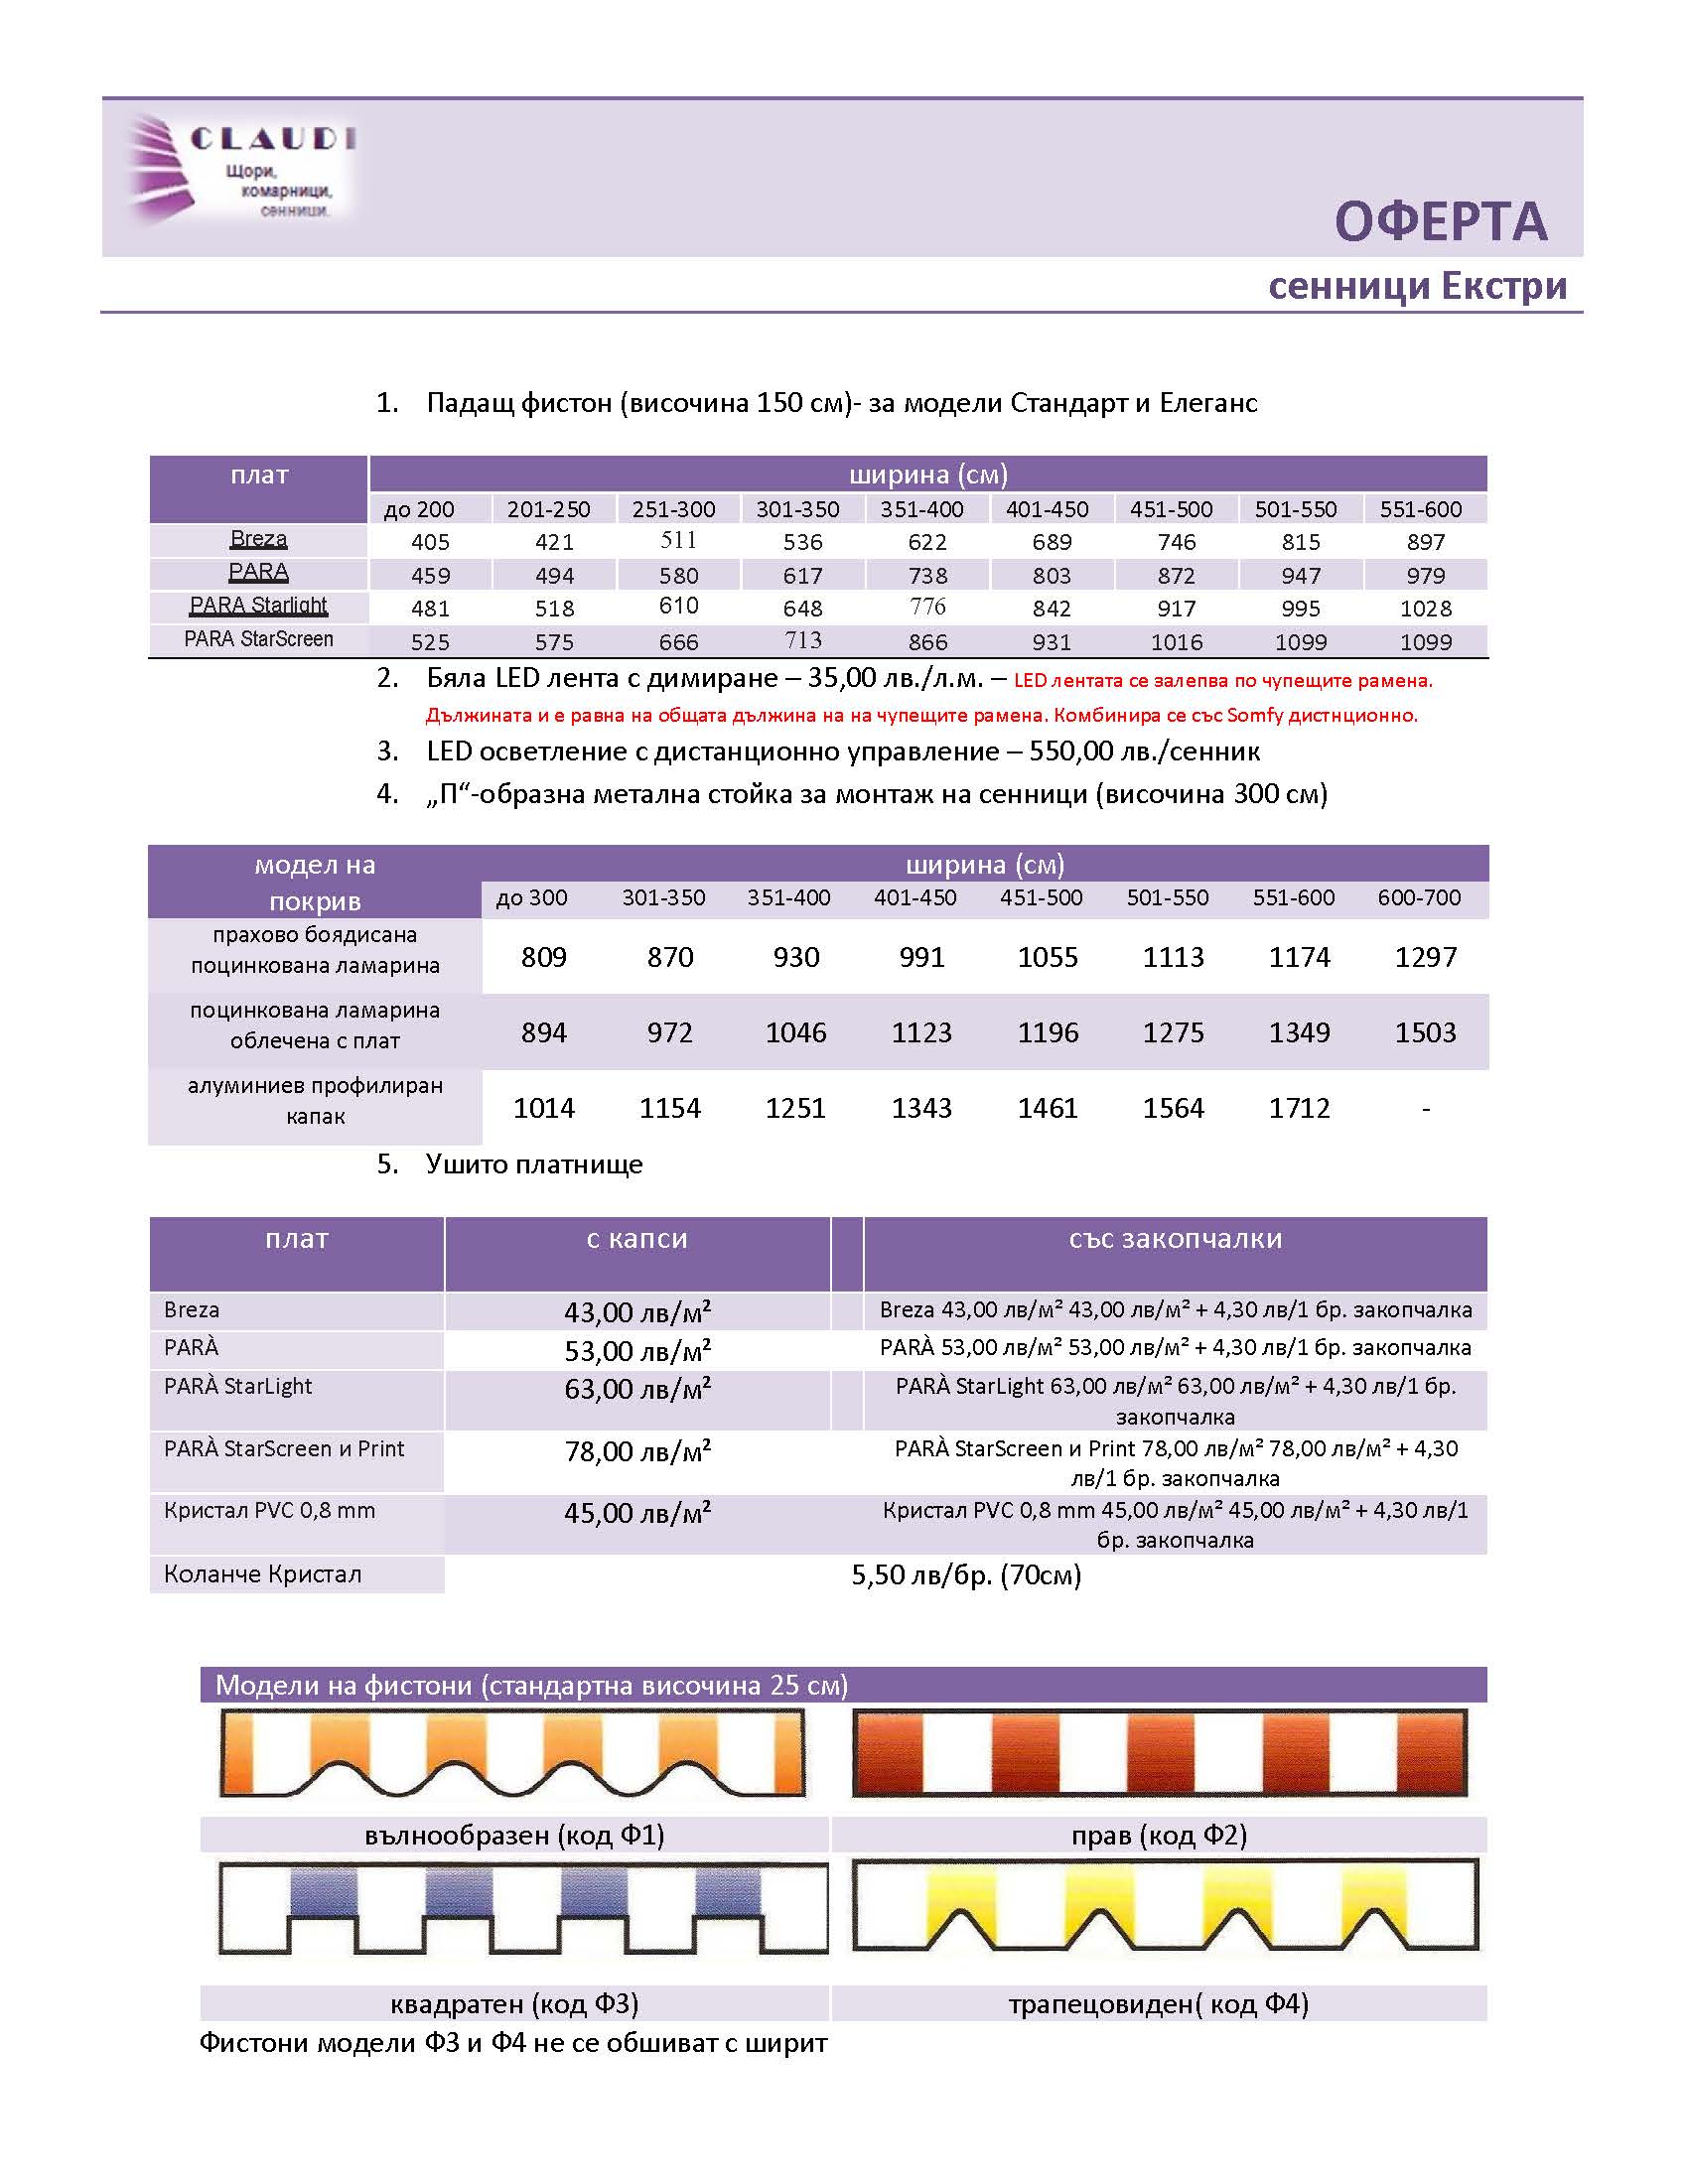 CLAUDI
Щори,
комарници,
сенници.
ОФЕРТА
сенници Екстри
1. Падащ фистон (височина 150 см)- за модели Стандарт и Елеганс
плат ширина (см)
до 200 201-250 251-300 301-350 351-400 401-450 451-500 501-550 551-600
Breza 405 421 511 536 622 689 746 815 897
PARA 459 494 580 617 738 803 872 947 979
PARA Starlight 481 518 610 648 776 842 917 995 1028
PARA StarScreen 525 575 666 713 866 931 1016 1099 1099
2. Бяла LED лента с димиране – 35,00 лв./л.м. – LED лентата се залепва по чупещите рамена.
Дължината и е равна на общата дължина на на чупещите рамена. Комбинира се със Somfy дистнционно.
3. LED осветление с дистанционно управление – 550,00 лв./сенник
4. „П“-образна метална стойка за монтаж на сенници (височина 300 см)
модел на ширина (см)
покрив до 300 301-350 351-400 401-450 451-500 501-550 551-600 600-700
прахово боядисана
поцинкована ламарина 809 870 930 991 1055 1113 1174 1297
поцинкована ламарина
облечена с плат 894 972 1046 1123 1196 1275 1349 1503
алуминиев профилиран
капак 1014 1154 1251 1343 1461 1564 1712 -
5. Ушито платнище
плат с капси със закопчалки
Breza 43,00 лв/м² Breza 43,00 лв/м² 43,00 лв/м² + 4,30 лв/1 бр. закопчалка
PARÀ 53,00 лв/м² PARÀ 53,00 лв/м² 53,00 лв/м² + 4,30 лв/1 бр. закопчалка
PARÀ StarLight 63,00 лв/м² PARÀ StarLight 63,00 лв/м² 63,00 лв/м² + 4,30 лв/1 бр.
закопчалка
PARÀ StarScreen и Print 78,00 лв/м² PARÀ StarScreen и Print 78,00 лв/м² 78,00 лв/м² + 4,30
лв/1 бр. закопчалка
Кристал PVC 0,8 mm 45,00 лв/м² Кристал PVC 0,8 mm 45,00 лв/м² 45,00 лв/м² + 4,30 лв/1
бр. закопчалка
Коланче Кристал 5,50 лв/бр. (70см)
Модели на фистони (стандартна височина 25 см)
вълнообразен (код Ф1) прав (код Ф2)
квадратен (код Ф3) трапецовиден( код Ф4)
Фистони модели Ф3 и Ф4 не се обшиват с ширит